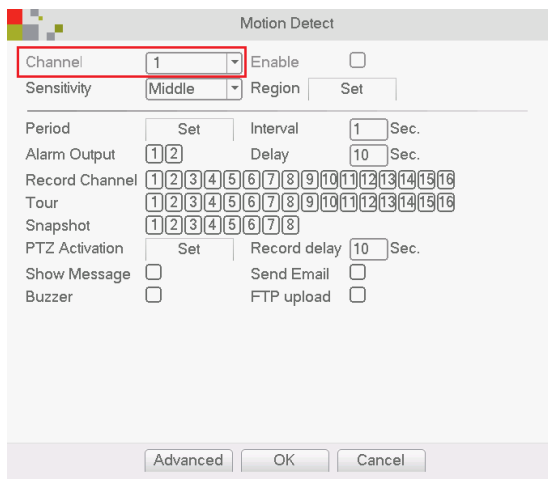 Motion Detect
Channel 1 Enable
Sensitivity Middle Region Set
Period Set Interval 1 Sec.
Alarm Output 1 2 Delay 10 Sec.
Record Channel 1 2 3 4 5 6 7 8 9 10 11 12 13 14 15 16
Tour 1 2 3 4 5 6 7 8 9 10 11 12 13 14 15 16
Snapshot 1 2 3 4 5 6 7 8
PTZ Activation Set Record delay 10 Sec.
Show Message Send Email
Buzzer FTP upload
Advanced OK Cancel